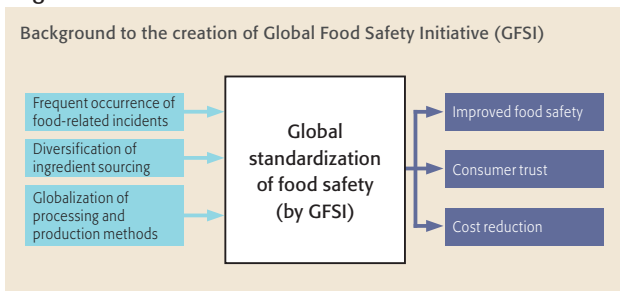 Background to the creation of Global Food Safety Initiative (GFSI)
Frequent occurrence of
food-related incidents
Diversification of
ingredient sourcing
Globalization of
processing and
production methods
Global
standardization
of food safety
(by GFSI)
Improved food safety
Consumer trust
Cost reduction